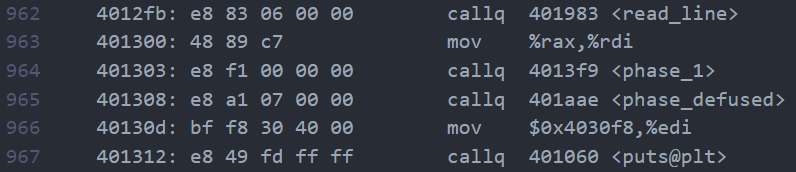 962 4012fb: e8 83 06 00 00 callq 401983 <read_line>
963 401300: 48 89 c7 mov %rax,%rdi
964 401303: e8 f1 00 00 00 callq 4013f9 <phase_1>
965 401308: e8 a1 07 00 00 callq 401aae <phase_defused>
966 40130d: bf f8 30 40 00 mov $0x4030f8,%edi
967 401312: e8 49 fd ff ff callq 401060 <puts@plt>